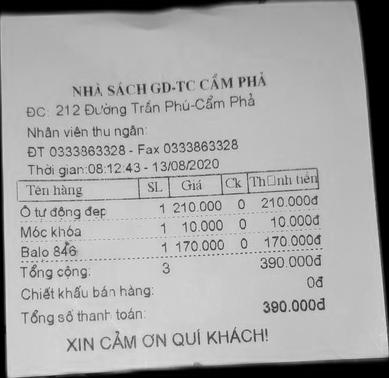 NHÀ SÁCH GD-TC CẨM PHẢ
ĐC: 212 Đường Trần Phú-Cẩm Phả
Nhân viên thu ngân:
ĐT 0333863328 - Fax 0333863328
Thời gian:08:12:43 - 13/08/2020
Tên hàng SL Giá Ck Th□nh tiền
Ô tư đông đep 1 210.000 0 210.000đ
Móc khóa 1 10.000 0 10.000đ
Balo 846 1 170.000 0 170.000đ
Tổng cộng: 3 390.000đ
Chiết khấu bán hàng: 0đ
Tổng số thanh toán: 390.000đ
XIN CẢM ƠN QUÍ KHÁCH!